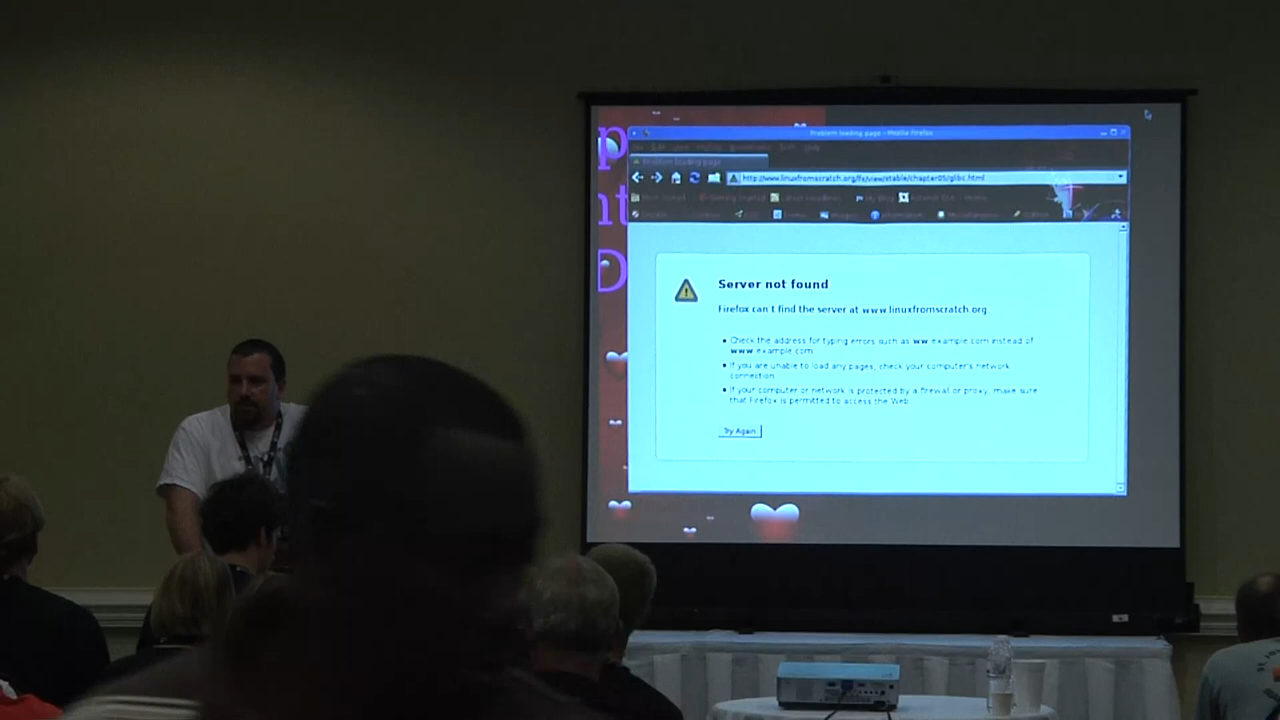 p
nt
D
Problem loading page - Mozilla Firefox
Problem loading page
http://www.linuxfromscratch.org/lfs/view/stable/chapter05/glibc.html
Server not found
Firefox can't find the server at www.linuxfromscratch.org.
Check the address for typing errors such as ww.example.com instead of
www.example.com
If you are unable to load any pages, check your computer's network
connection.
If your computer or network is protected by a firewall or proxy, make sure
that Firefox is permitted to access the Web.
Try Again